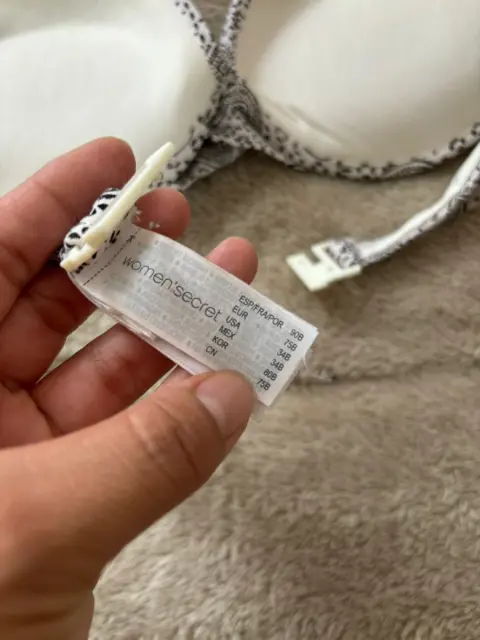 women'secret
ESP/FRA/POR 90B
EUR 75B
USA 34B
MEX 34B
KOR 80B
CN 75B